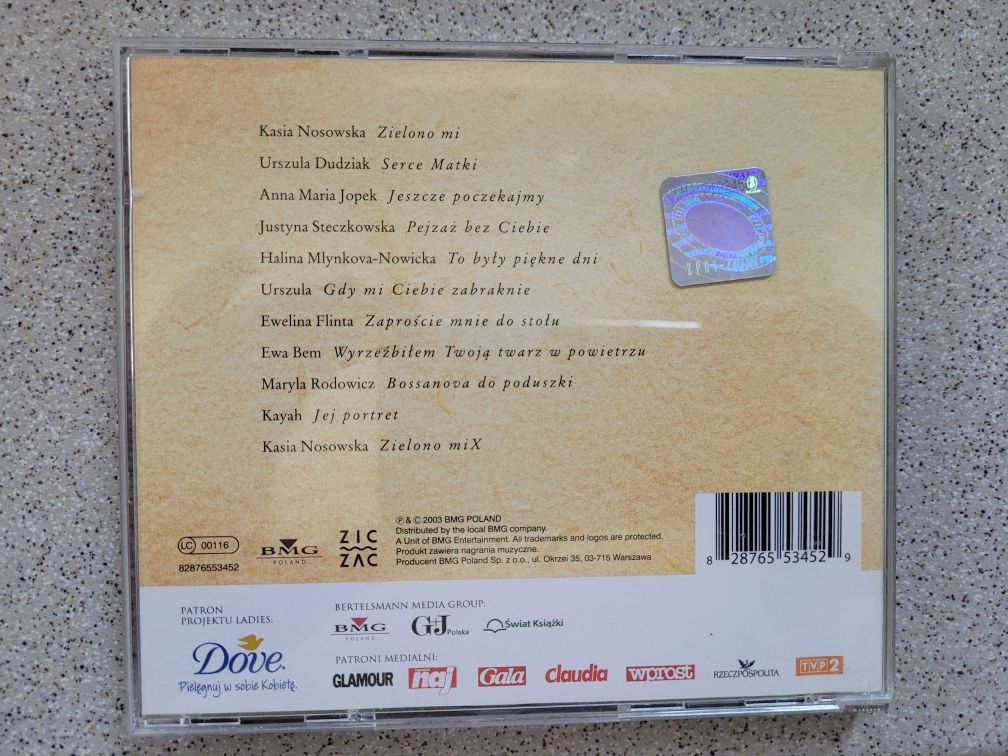 Kasia Nosowska Zielono mi
Urszula Dudziak Serce Matki
Anna Maria Jopek Jeszcze poczekajmy
Justyna Steczkowska Pejzaż bez Ciebie
Halina Mlynkova-Nowicka To były piękne dni
Urszula Gdy mi Ciebie zabraknie
Ewelina Flinta Zaproście mnie do stołu
Ewa Bem Wyrzeźbiłem Twoją twarz w powietrzu
Maryla Rodowicz Bossanova do poduszki
Kayah Jej portret
Kasia Nosowska Zielono miX
LC 00116
82876553452
BMG
POLAND
ZIC
ZAC
℗ & © 2003 BMG POLAND
Distributed by the local BMG company.
A Unit of BMG Entertainment. All trademarks and logos are protected.
Produkt zawiera nagrania muzyczne.
Producent BMG Poland Sp. z o.o., ul. Okrzei 35, 03-715 Warszawa
8 28765 53452 9
PATRON
PROJEKTU LADIES:
Dove.
Pielęgnuj w sobie Kobietę.
BERTELSMANN MEDIA GROUP:
BMG
POLAND
G+J Polska
Świat Książki
PATRONI MEDIALNI:
GLAMOUR
naj
Gala
claudia
wprost
RZECZPOSPOLITA
TVP 2